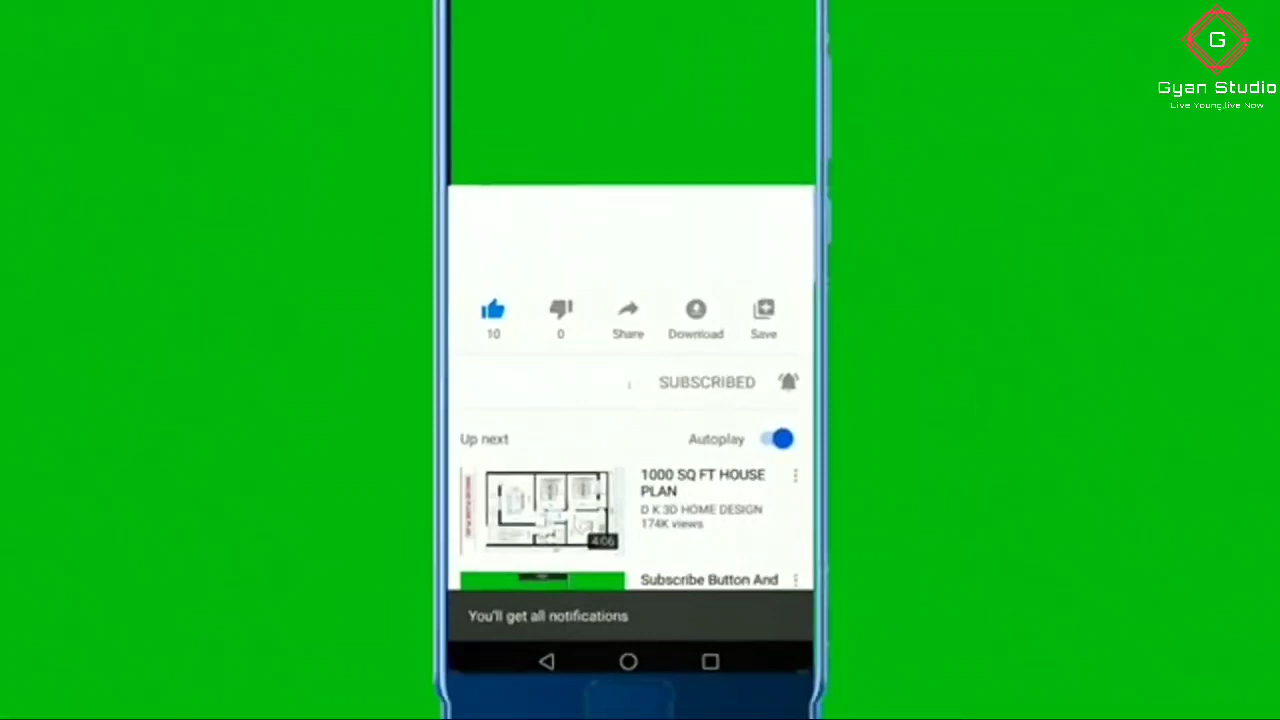 G
Gyan Studio
Live Young,live Now
10
0
Share
Download
Save
SUBSCRIBED
Up next
Autoplay
1000 SQ FT HOUSE
PLAN
D K 3D HOME DESIGN
174K views
4:06
Subscribe Button And
You'll get all notifications